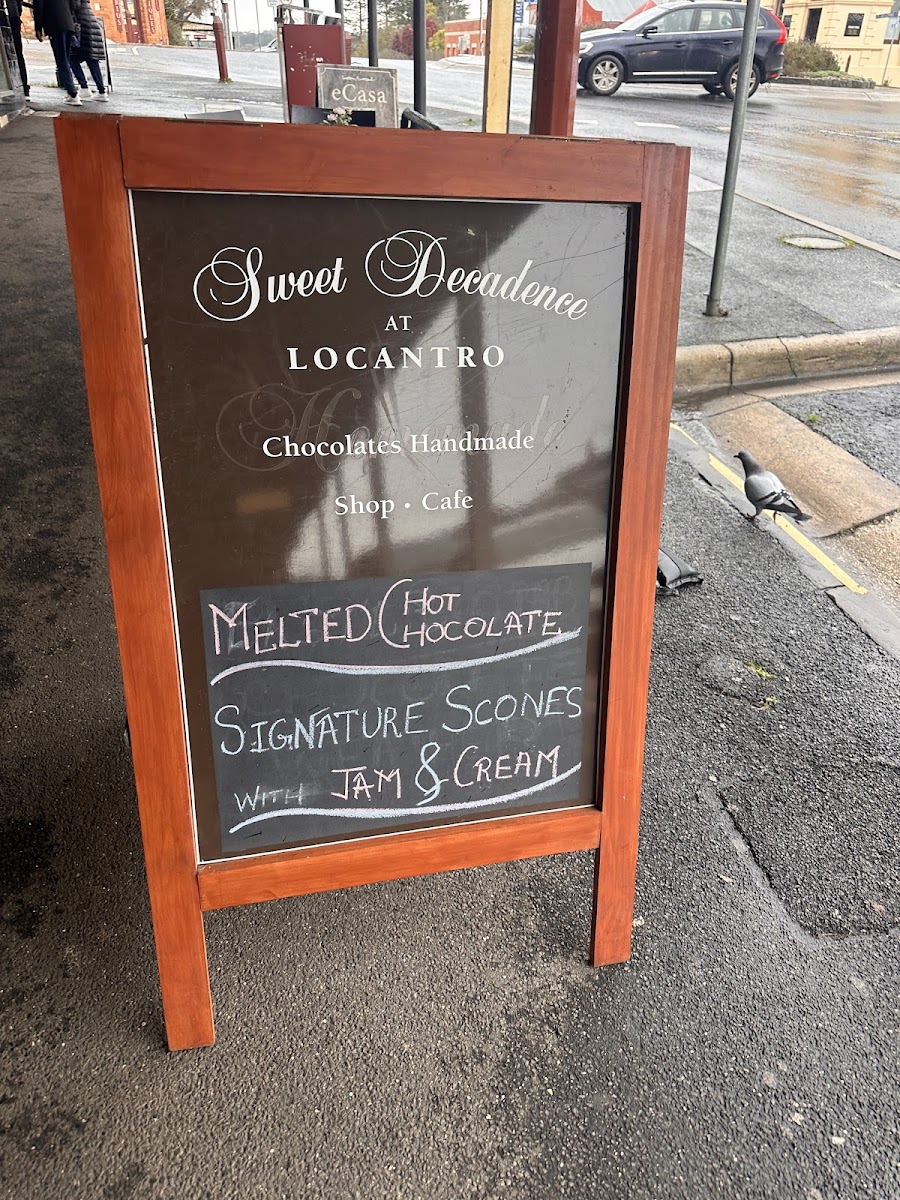 eCasa
Sweet Decadence
AT
LOCANTRO
Chocolates Handmade
Shop • Cafe
MELTED HOT
CHOCOLATE
SIGNATURE SCONES
WITH JAM & CREAM